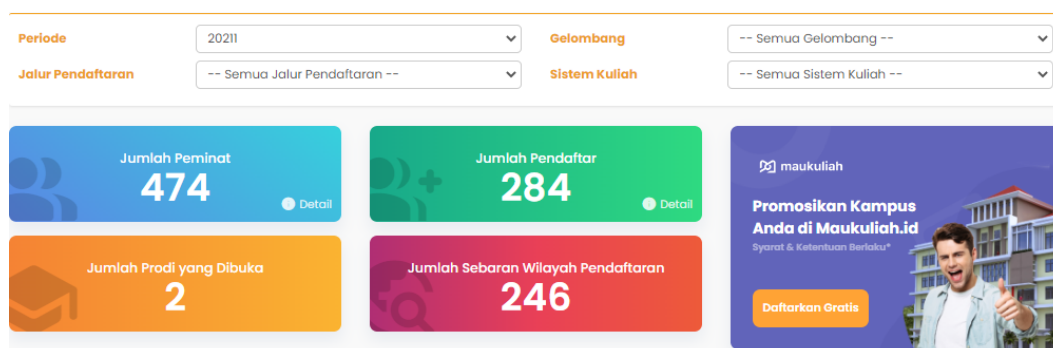 Periode
20211
Gelombang
-- Semua Gelombang --
Jalur Pendaftaran
-- Semua Jalur Pendaftaran --
Sistem Kuliah
-- Semua Sistem Kuliah --
Jumlah Peminat
474
Detail
Jumlah Pendaftar
284
Detail
maukuliah
Promosikan Kampus
Anda di Maukuliah.id
Syarat & Ketentuan Berlaku*
Daftarkan Gratis
Jumlah Prodi yang Dibuka
2
Jumlah Sebaran Wilayah Pendaftaran
246